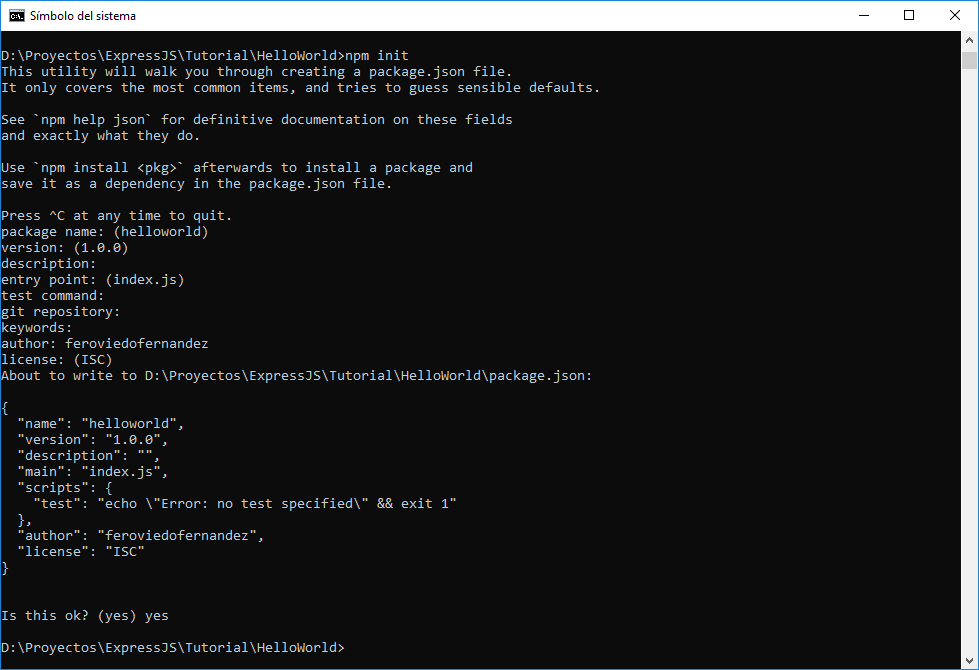 Símbolo del sistema
D:\Proyectos\ExpressJS\Tutorial\HelloWorld>npm init
This utility will walk you through creating a package.json file.
It only covers the most common items, and tries to guess sensible defaults.
See `npm help json` for definitive documentation on these fields
and exactly what they do.
Use `npm install <pkg>` afterwards to install a package and
save it as a dependency in the package.json file.
Press ^C at any time to quit.
package name: (helloworld)
version: (1.0.0)
description:
entry point: (index.js)
test command:
git repository:
keywords:
author: feroviedofernandez
license: (ISC)
About to write to D:\Proyectos\ExpressJS\Tutorial\HelloWorld\package.json:
{
  "name": "helloworld",
  "version": "1.0.0",
  "description": "",
  "main": "index.js",
  "scripts": {
    "test": "echo \"Error: no test specified\" && exit 1"
  },
  "author": "feroviedofernandez",
  "license": "ISC"
}
Is this ok? (yes) yes
D:\Proyectos\ExpressJS\Tutorial\HelloWorld>